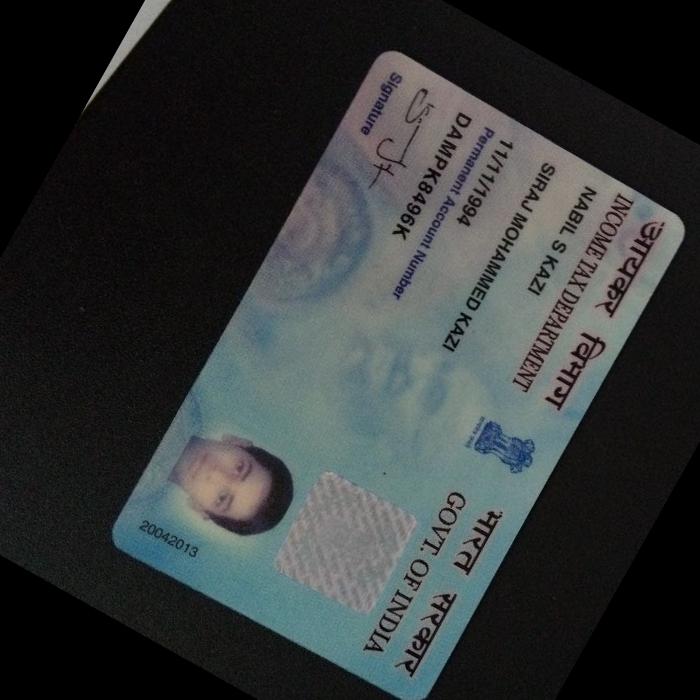 आयकर विभाग
INCOME TAX DEPARTMENT
भारत सरकार
GOVT. OF INDIA
NABIL S KAZI
SIRAJ MOHAMMED KAZI
11/11/1994
Permanent Account Number
DAMPK8496K
Signature
20042013